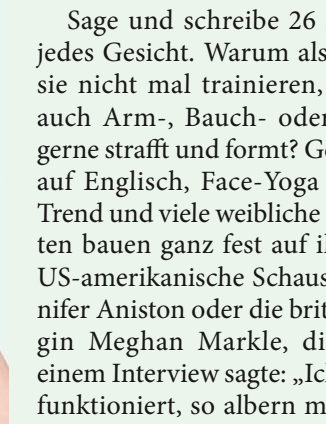 Sage und schreibe 26
jedes Gesicht. Warum als
sie nicht mal trainieren,
auch Arm-, Bauch- oder
gerne strafft und formt? Ge
auf Englisch, Face-Yoga
Trend und viele weibliche
ten bauen ganz fest auf i
US-amerikanische Schaus
nifer Aniston oder die brit
gin Meghan Markle, di
einem Interview sagte: „Ich
funktioniert, so albern m